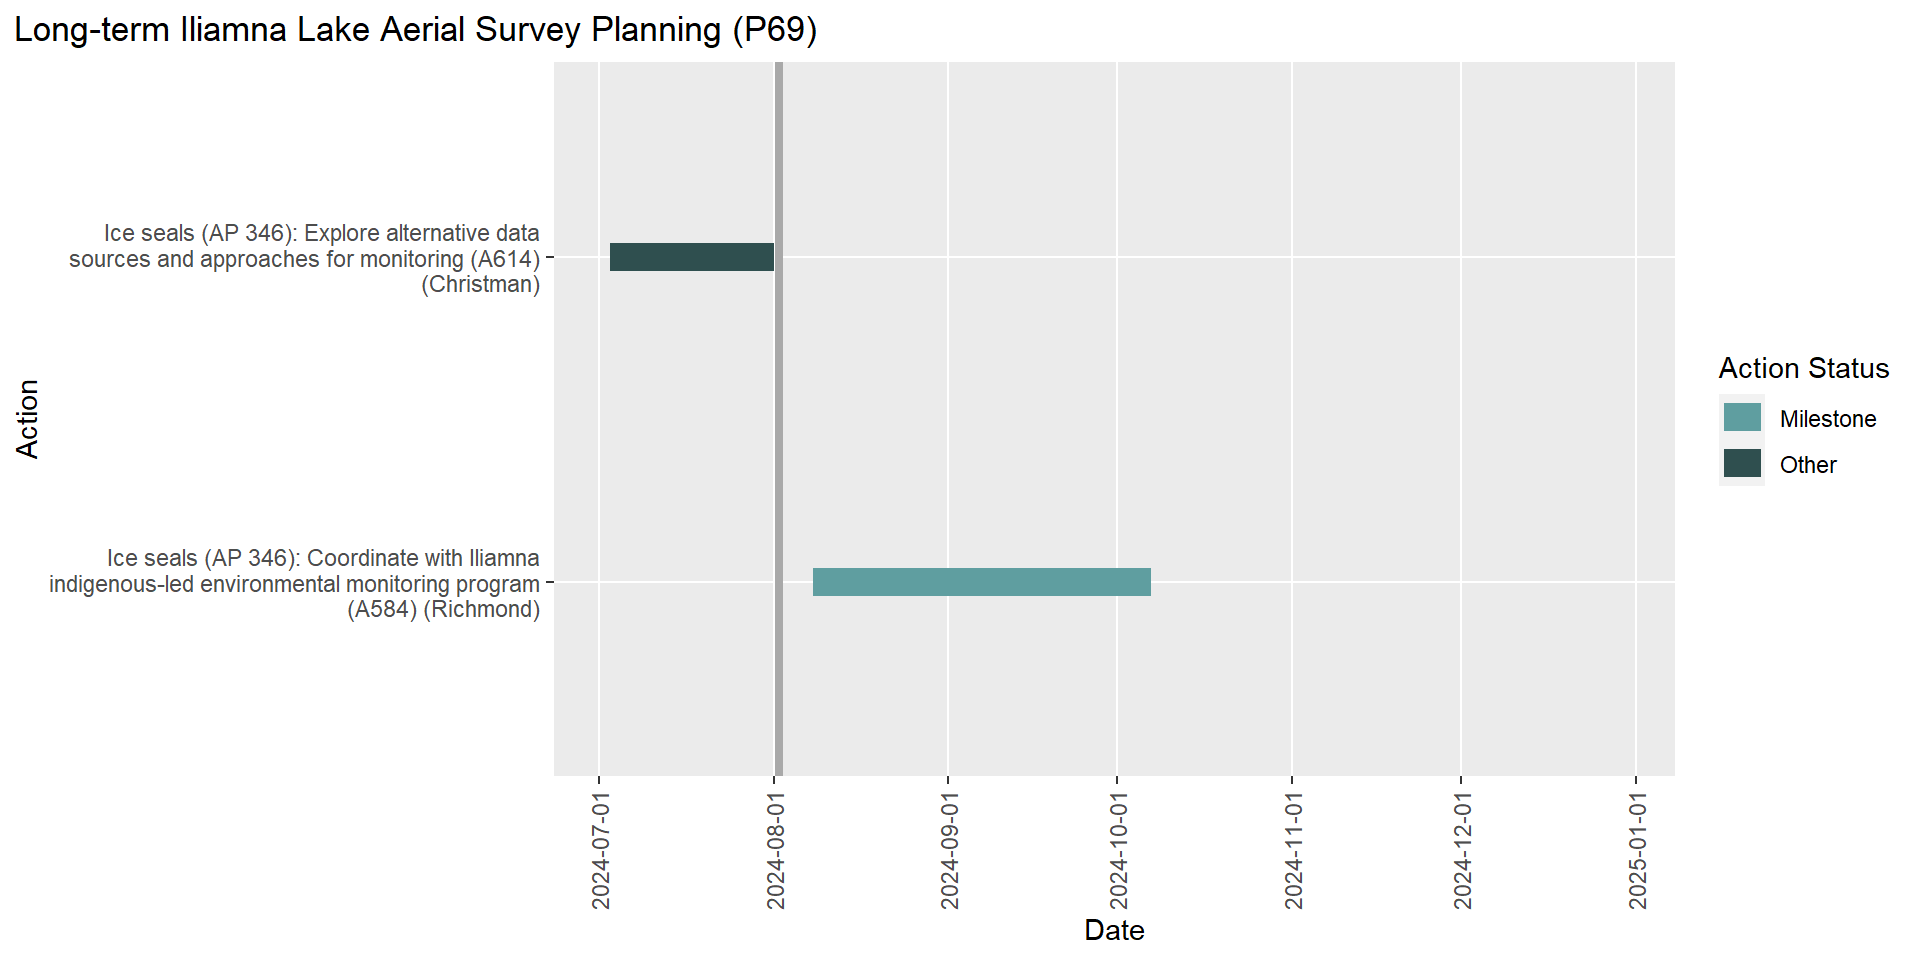 Long-term Iliamna Lake Aerial Survey Planning (P69)
Ice seals (AP 346): Explore alternative data
sources and approaches for monitoring (A614)
(Christman)
Ice seals (AP 346): Coordinate with Iliamna
indigenous-led environmental monitoring program
(A584) (Richmond)
Action
2024-07-01
2024-08-01
2024-09-01
2024-10-01
2024-11-01
2024-12-01
2025-01-01
Date
Action Status
Milestone
Other